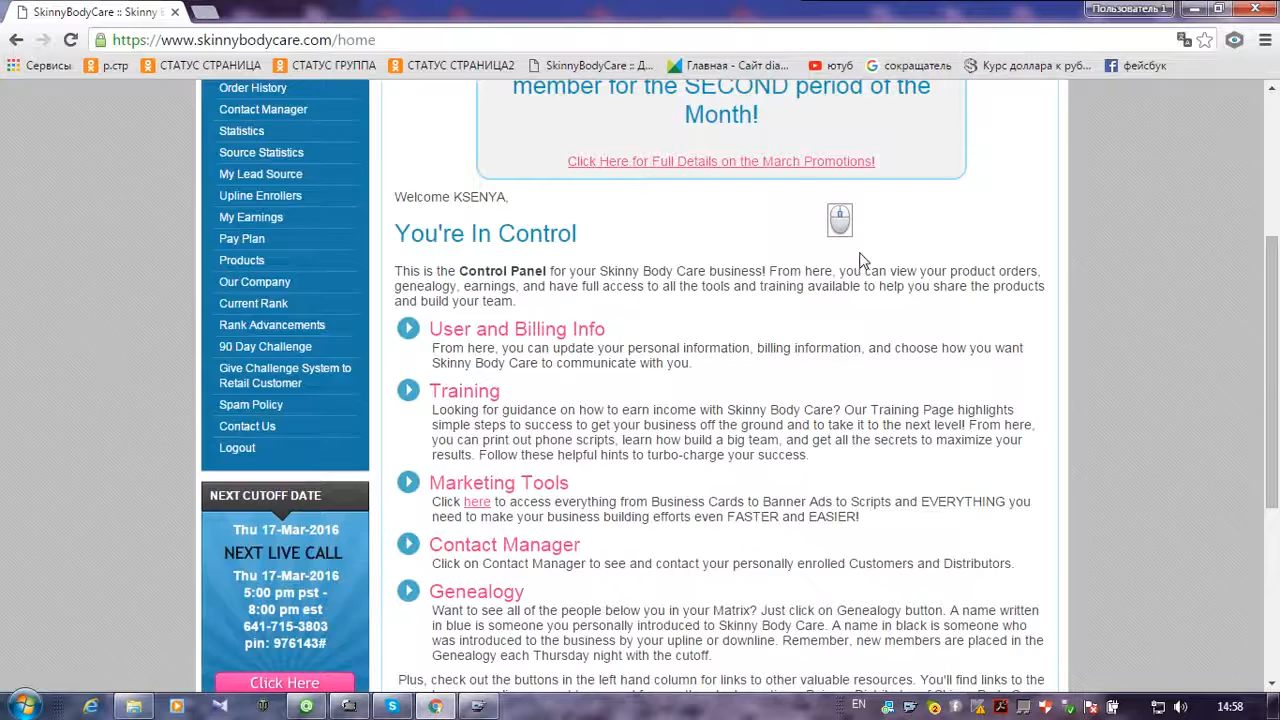 SkinnyBodyCare :: Skinny
Пользователь 1
https://www.skinnybodycare.com/home
Сервисы
р.стр
СТАТУС СТРАНИЦА
СТАТУС ГРУППА
СТАТУС СТРАНИЦА2
SkinnyBodyCare :: Д...
Главная - Сайт dia...
ютуб
сокращатель
Курс доллара к руб...
фейсбук
Order History
Contact Manager
Statistics
Source Statistics
My Lead Source
Upline Enrollers
My Earnings
Pay Plan
Products
Our Company
Current Rank
Rank Advancements
90 Day Challenge
Give Challenge System to
Retail Customer
Spam Policy
Contact Us
Logout
NEXT CUTOFF DATE
Thu 17-Mar-2016
NEXT LIVE CALL
Thu 17-Mar-2016
5:00 pm pst -
8:00 pm est
641-715-3803
pin: 976143#
Click Here
member for the SECOND period of the
Month!
Click Here for Full Details on the March Promotions!
Welcome KSENYA,
You're In Control
This is the Control Panel for your Skinny Body Care business! From here, you can view your product orders,
genealogy, earnings, and have full access to all the tools and training available to help you share the products
and build your team.
User and Billing Info
From here, you can update your personal information, billing information, and choose how you want
Skinny Body Care to communicate with you.
Training
Looking for guidance on how to earn income with Skinny Body Care? Our Training Page highlights
simple steps to success to get your business off the ground and to take it to the next level! From here,
you can print out phone scripts, learn how build a big team, and get all the secrets to maximize your
results. Follow these helpful hints to turbo-charge your success.
Marketing Tools
Click here to access everything from Business Cards to Banner Ads to Scripts and EVERYTHING you
need to make your business building efforts even FASTER and EASIER!
Contact Manager
Click on Contact Manager to see and contact your personally enrolled Customers and Distributors.
Genealogy
Want to see all of the people below you in your Matrix? Just click on Genealogy button. A name written
in blue is someone you personally introduced to Skinny Body Care. A name in black is someone who
was introduced to the business by your upline or downline. Remember, new members are placed in the
Genealogy each Thursday night with the cutoff.
Plus, check out the buttons in the left hand column for links to other valuable resources. You'll find links to the
EN
14:58